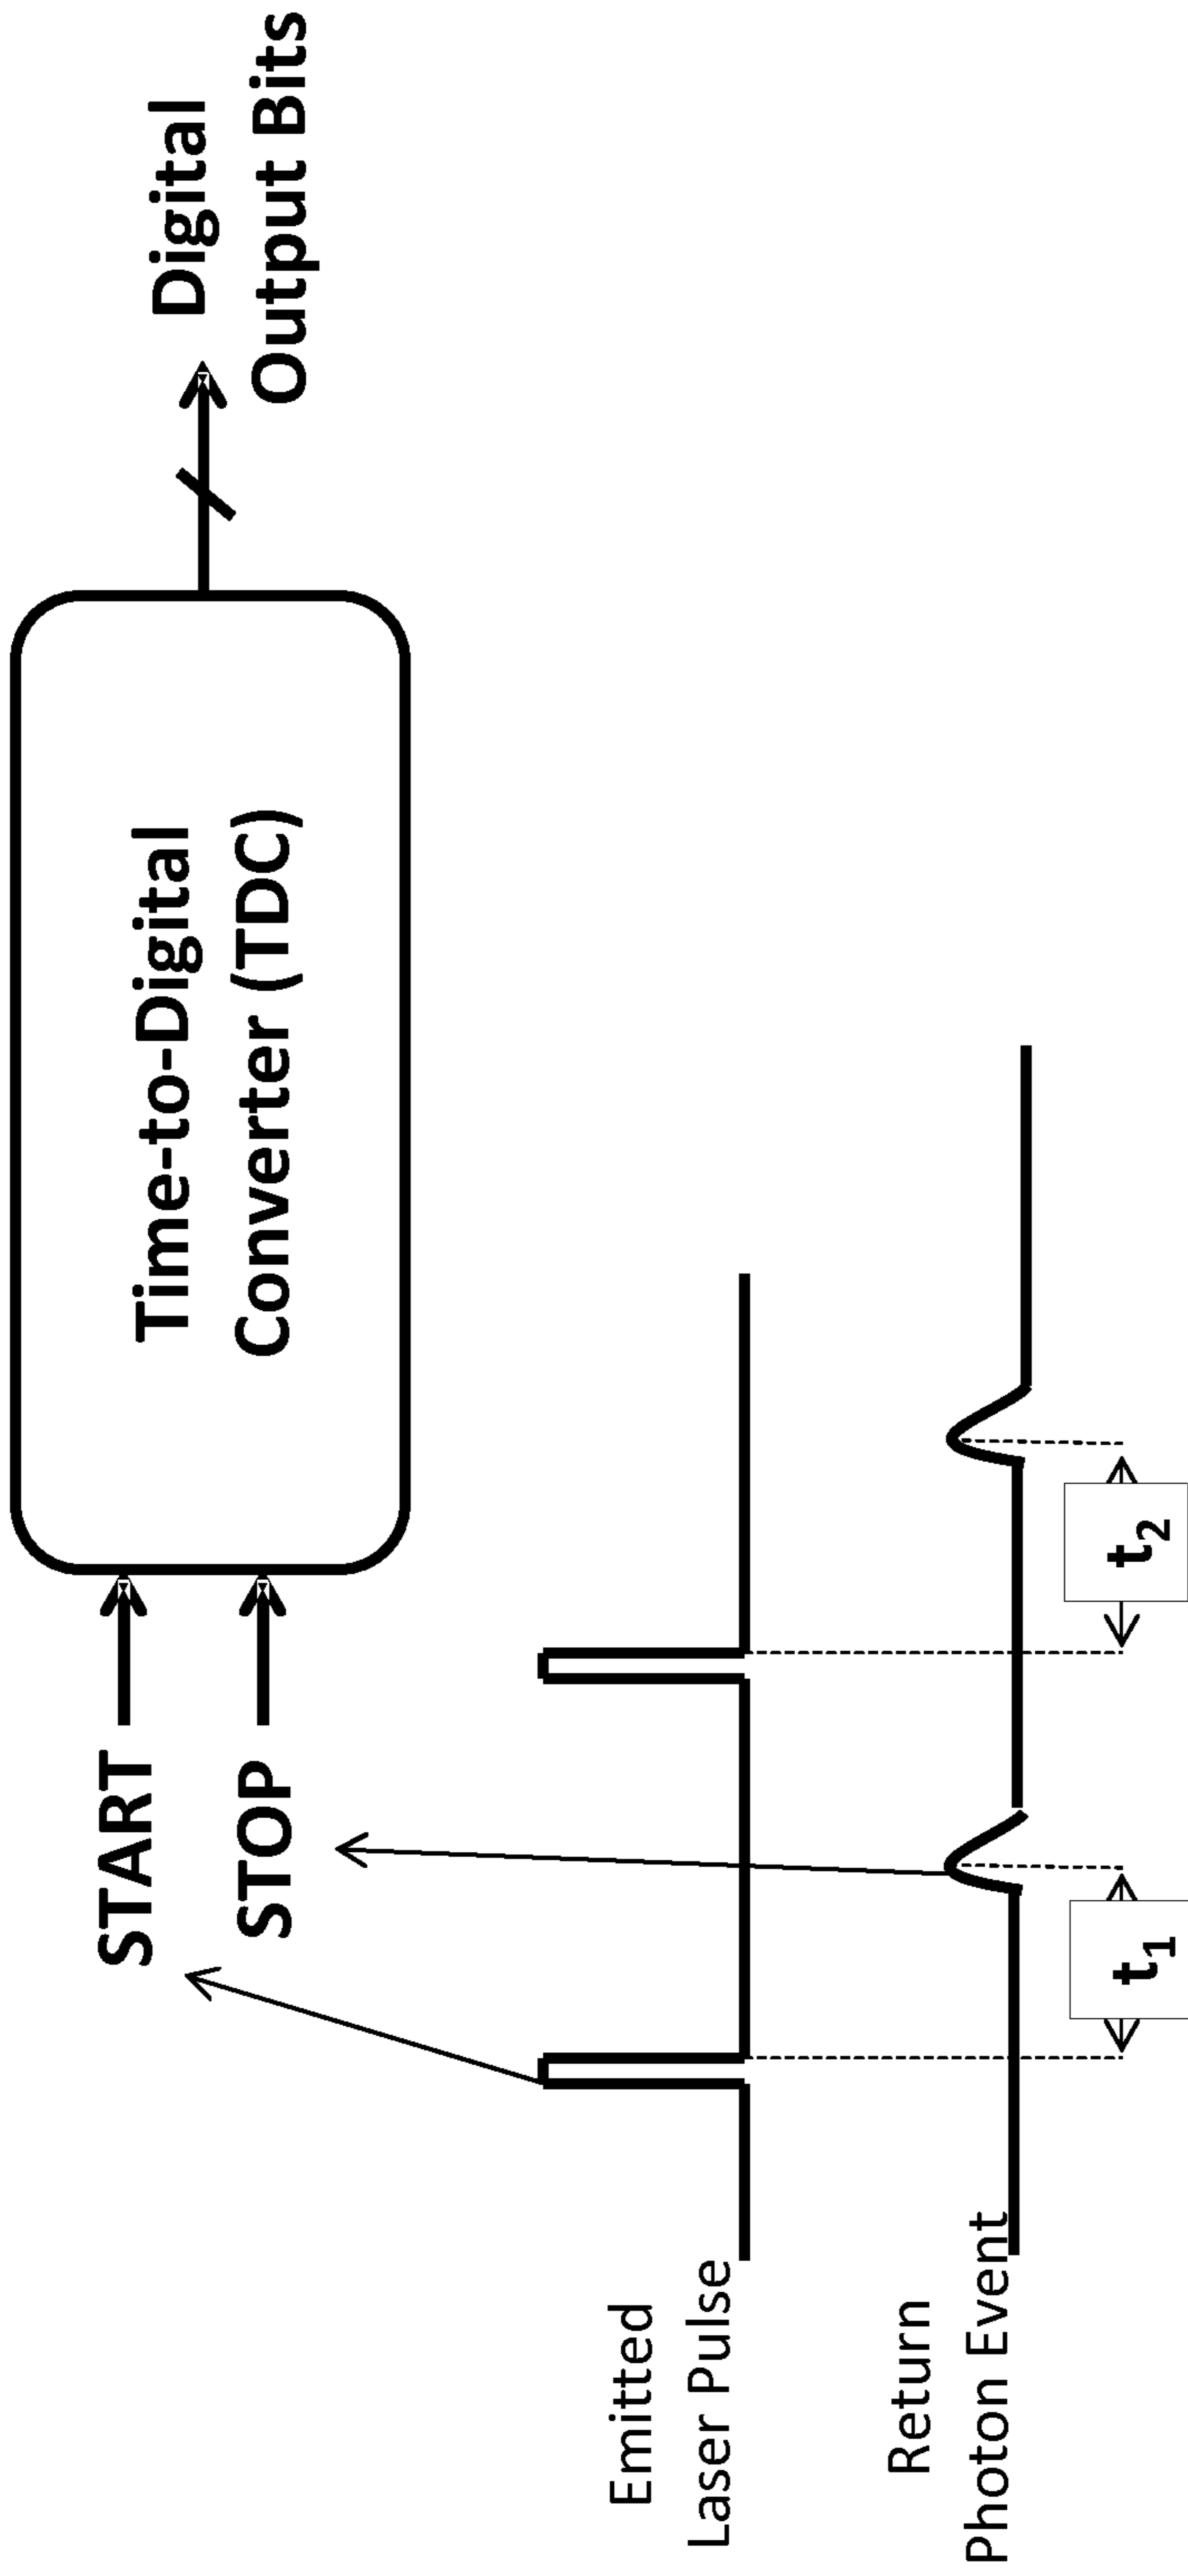 START
STOP
Time-to-Digital
Converter (TDC)
Digital
Output Bits
Emitted
Laser Pulse
Return
Photon Event
t1
t2